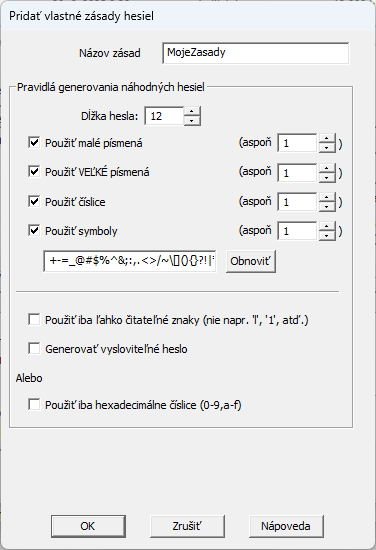 Pridať vlastné zásady hesiel
Názov zásad MojeZasady
Pravidlá generovania náhodných hesiel
Dĺžka hesla: 12
Použiť malé písmená (aspoň 1 )
Použiť VEĽKÉ písmená (aspoň 1 )
Použiť číslice (aspoň 1 )
Použiť symboly (aspoň 1 )
+-=_@#$%^&;:,.<>/~\[](){}?!|* Obnoviť
Použiť iba ľahko čitateľné znaky (nie napr. 'l', '1', atď.)
Generovať vysloviteľné heslo
Alebo
Použiť iba hexadecimálne číslice (0-9,a-f)
OK Zrušiť Nápoveda